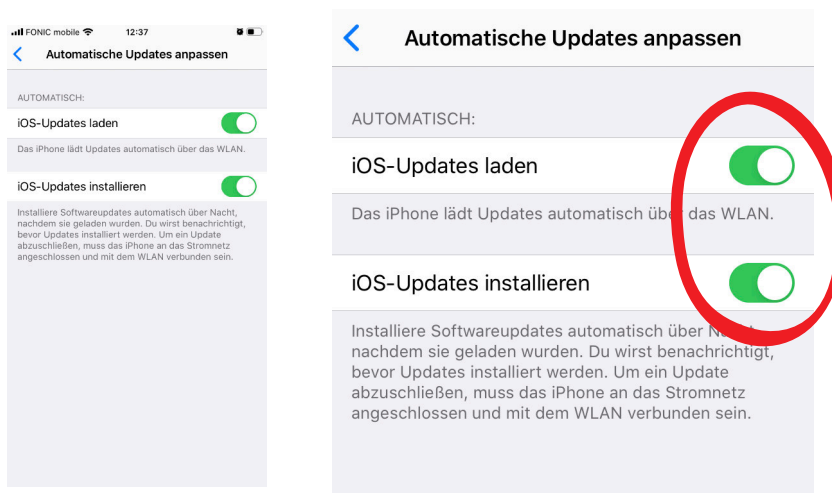 FONIC mobile 12:37
Automatische Updates anpassen
AUTOMATISCH:
iOS-Updates laden
Das iPhone lädt Updates automatisch über das WLAN.
iOS-Updates installieren
Installiere Softwareupdates automatisch über Nacht,
nachdem sie geladen wurden. Du wirst benachrichtigt,
bevor Updates installiert werden. Um ein Update
abzuschließen, muss das iPhone an das Stromnetz
angeschlossen und mit dem WLAN verbunden sein.
Automatische Updates anpassen
AUTOMATISCH:
iOS-Updates laden
Das iPhone lädt Updates automatisch über das WLAN.
iOS-Updates installieren
Installiere Softwareupdates automatisch über Nacht,
nachdem sie geladen wurden. Du wirst benachrichtigt,
bevor Updates installiert werden. Um ein Update
abzuschließen, muss das iPhone an das Stromnetz
angeschlossen und mit dem WLAN verbunden sein.